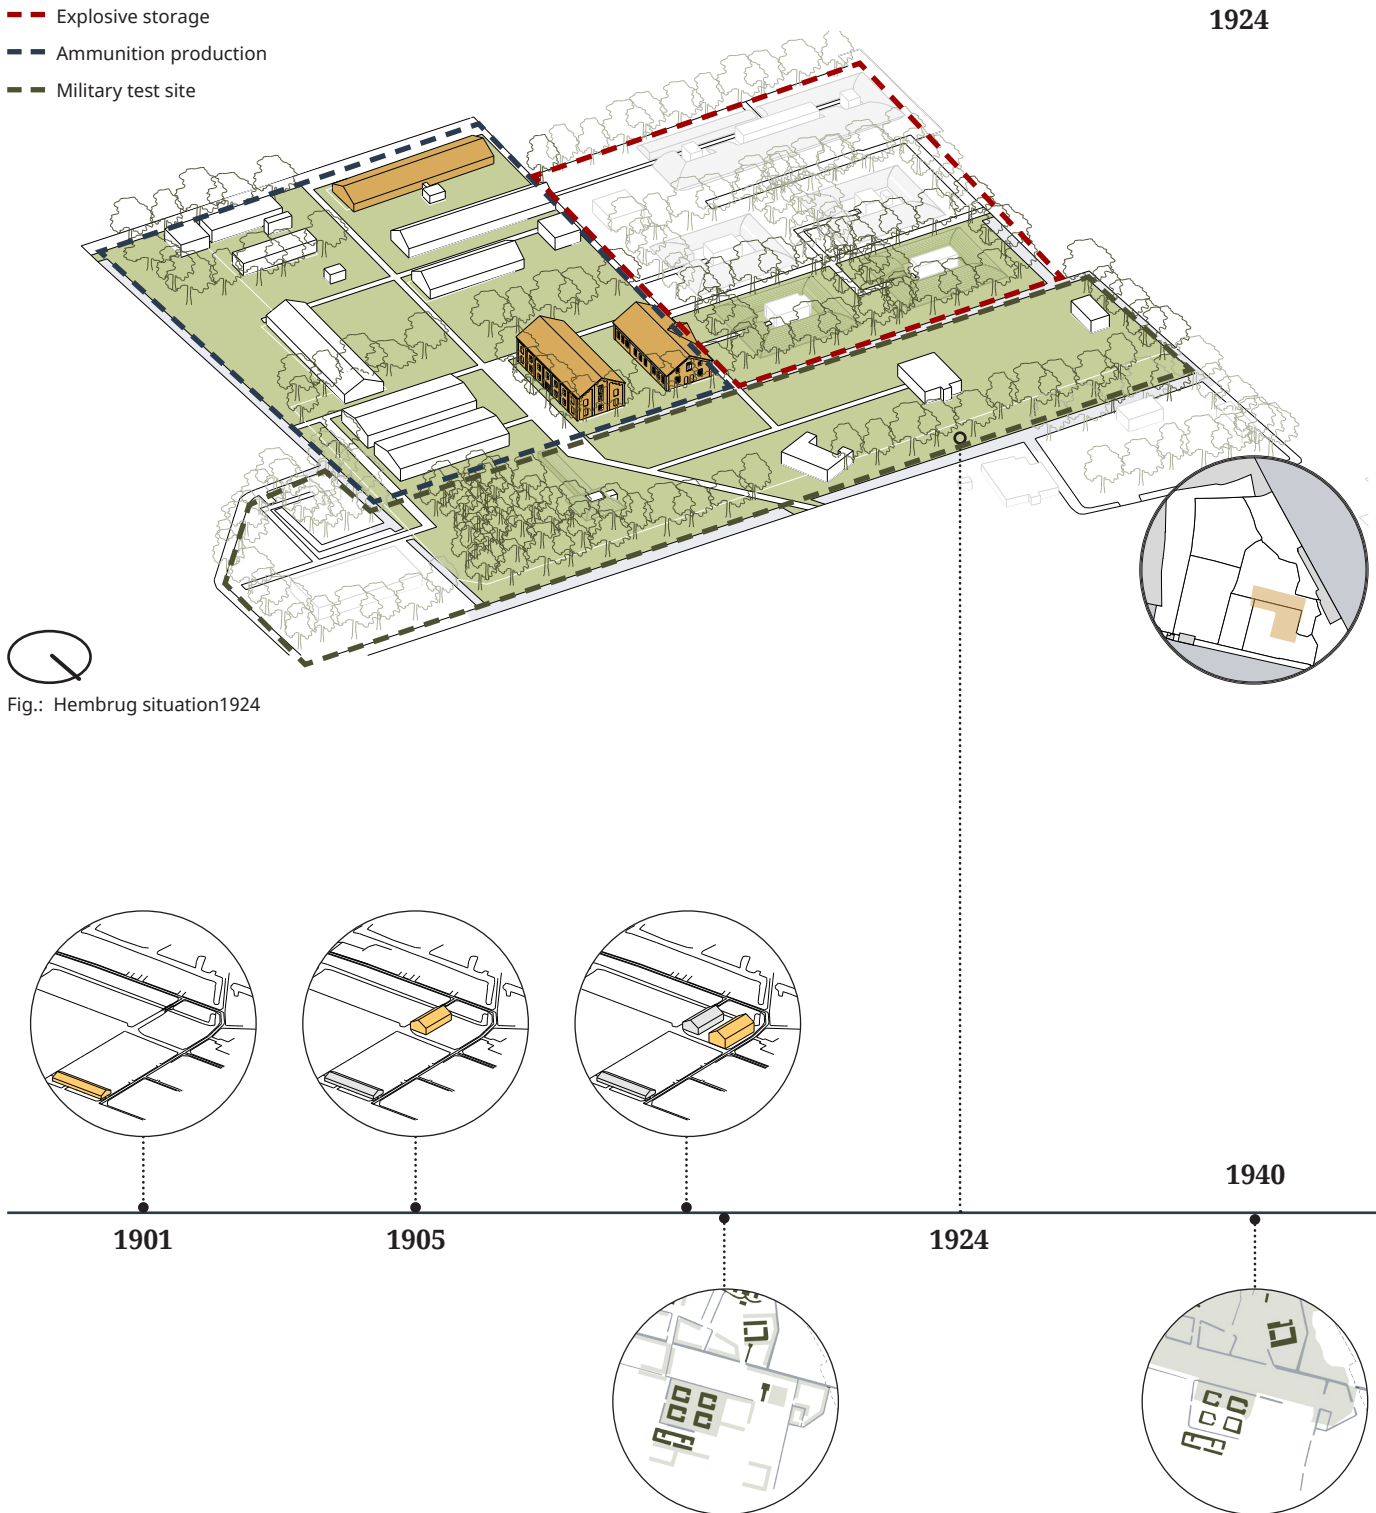 Explosive storage
1924
Ammunition production
Military test site
Fig.: Hembrug situation1924
1940
1901
1905
1924